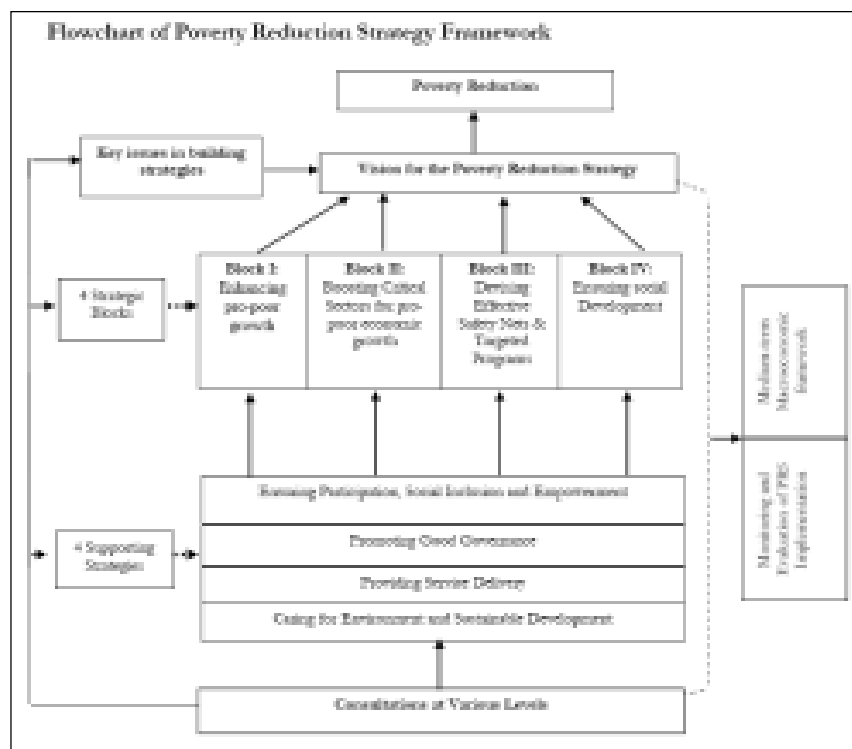 Flowchart of Poverty Reduction Strategy Framework
Poverty Reduction
Key issues in building
strategies
Vision for the Poverty Reduction Strategy
4 Strategic
Blocks
Block I:
Enhancing
pro-poor
growth
Block II:
Boosting Critical
Sectors for pro-
poor economic
growth
Block III:
Devising
Effective
Safety Nets &
Targeted
Programs
Block IV:
Ensuring social
Development
Medium-term
Macroeconomic
framework
Monitoring and
Evaluation of PRS
Implementation
4 Supporting
Strategies
Ensuring Participation, Social Inclusion and Empowerment
Promoting Good Governance
Providing Service Delivery
Caring for Environment and Sustainable Development
Consultations at Various Levels